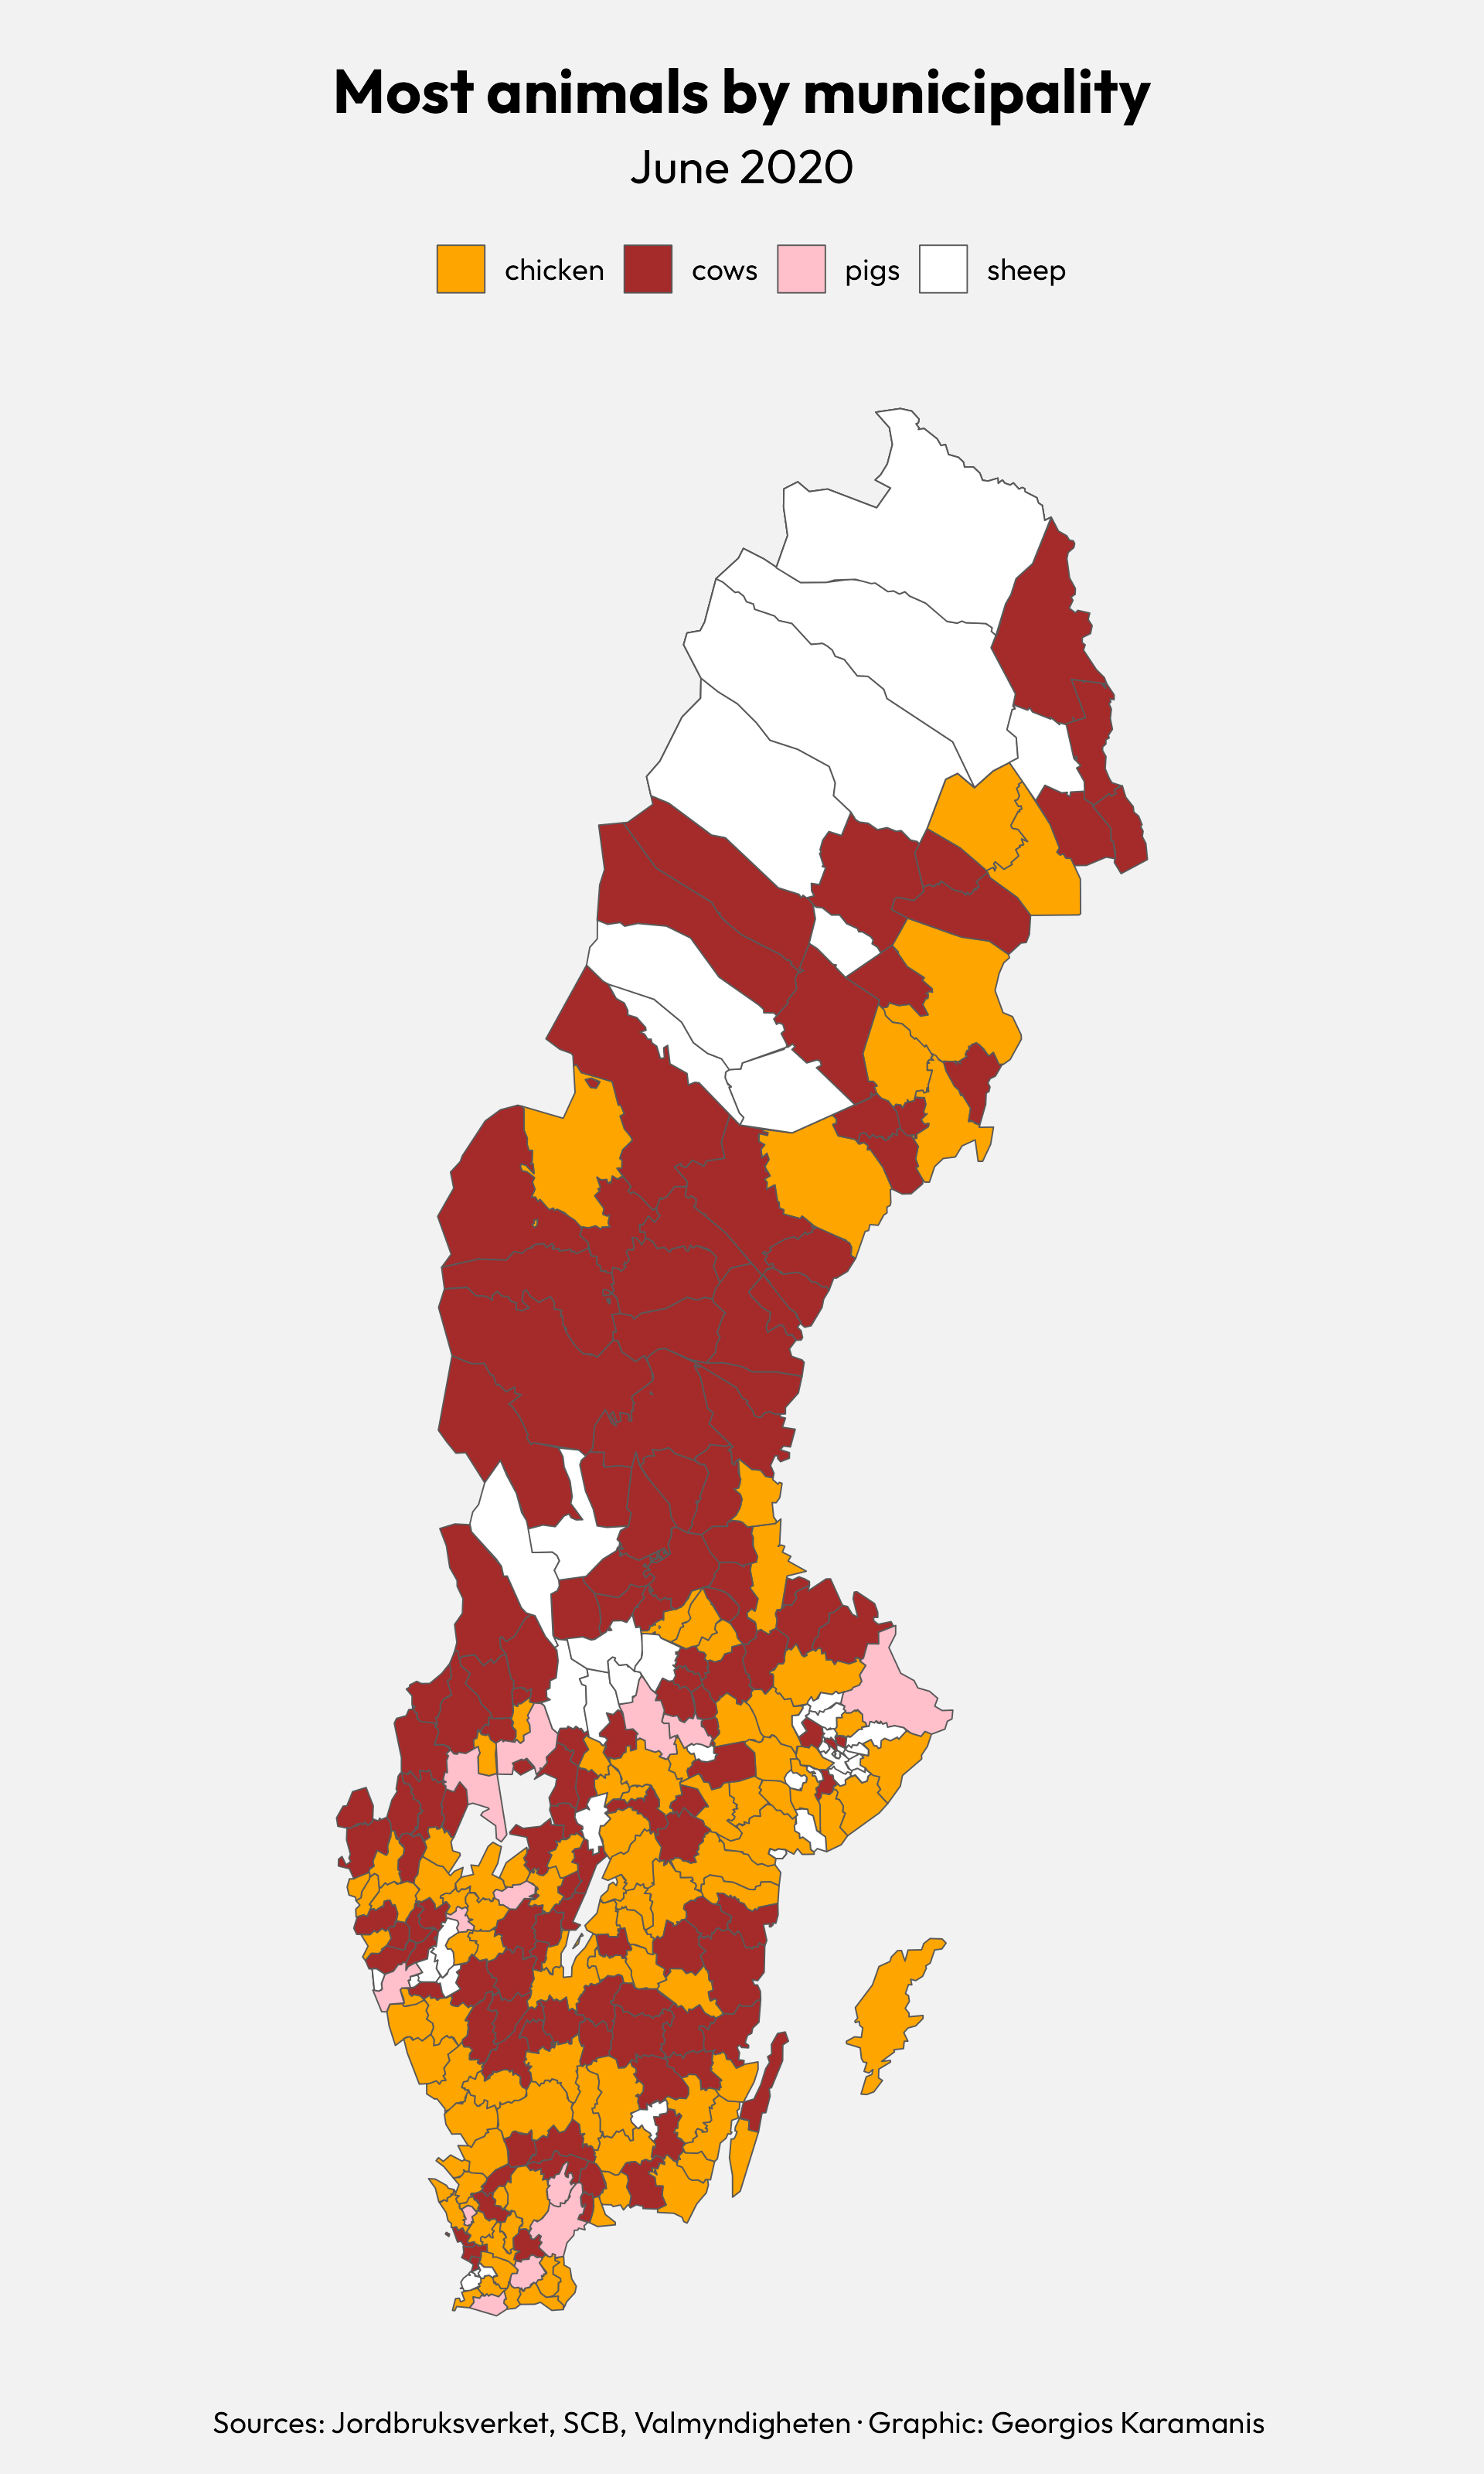 Most animals by municipality
June 2020
chicken cows pigs sheep
Sources: Jordbruksverket, SCB, Valmyndigheten · Graphic: Georgios Karamanis